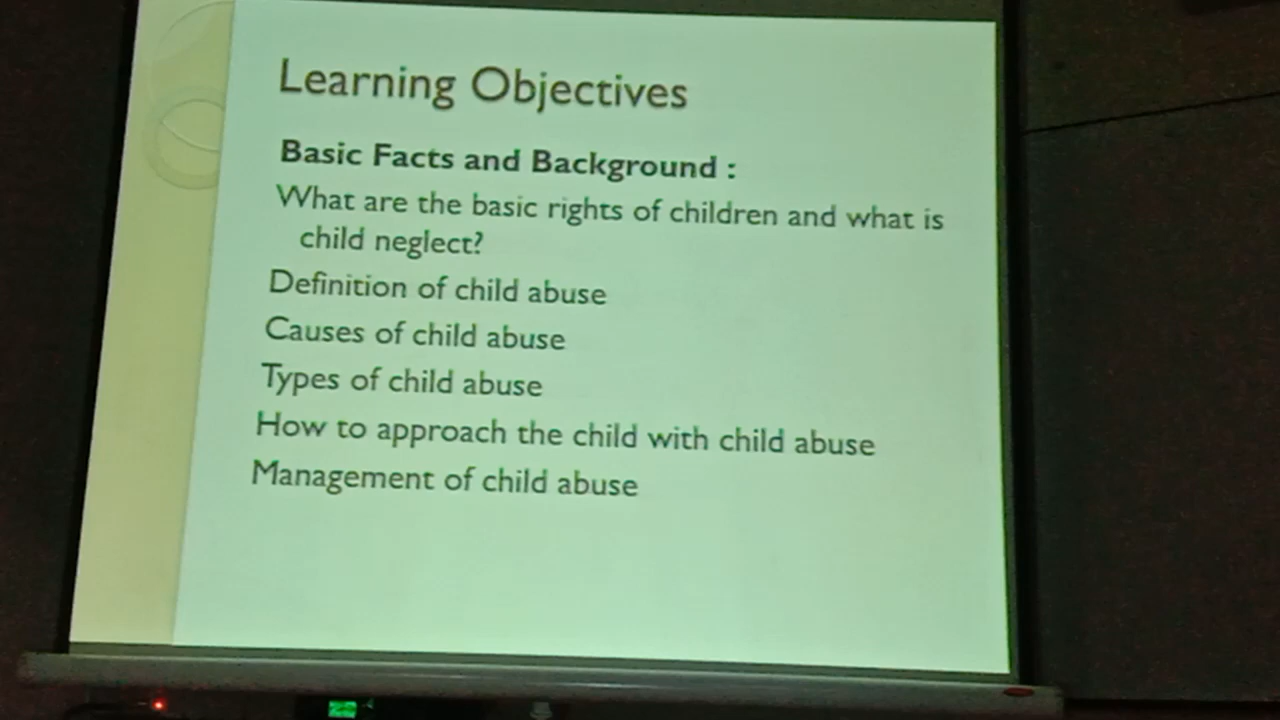 Learning Objectives
Basic Facts and Background :
What are the basic rights of children and what is
child neglect?
Definition of child abuse
Causes of child abuse
Types of child abuse
How to approach the child with child abuse
Management of child abuse